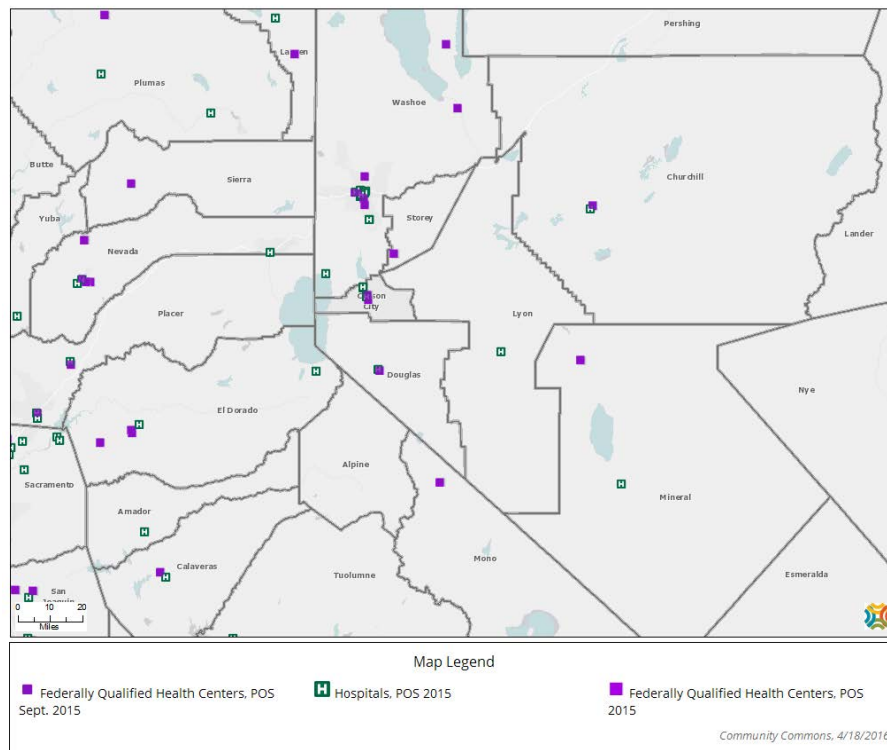 Pershing
Lassen
Plumas
Washoe
Butte
Sierra
Churchill
Yuba
Storey
Lander
Nevada
Placer
Carson
City
Lyon
Douglas
Nye
El Dorado
Alpine
Sacramento
Mineral
Amador
Mono
Calaveras
Tuolumne
Esmeralda
San
Joaquin
0 10 20
Miles
Map Legend
Federally Qualified Health Centers, POS
Sept. 2015
H Hospitals, POS 2015
Federally Qualified Health Centers, POS
2015
Community Commons, 4/18/2016